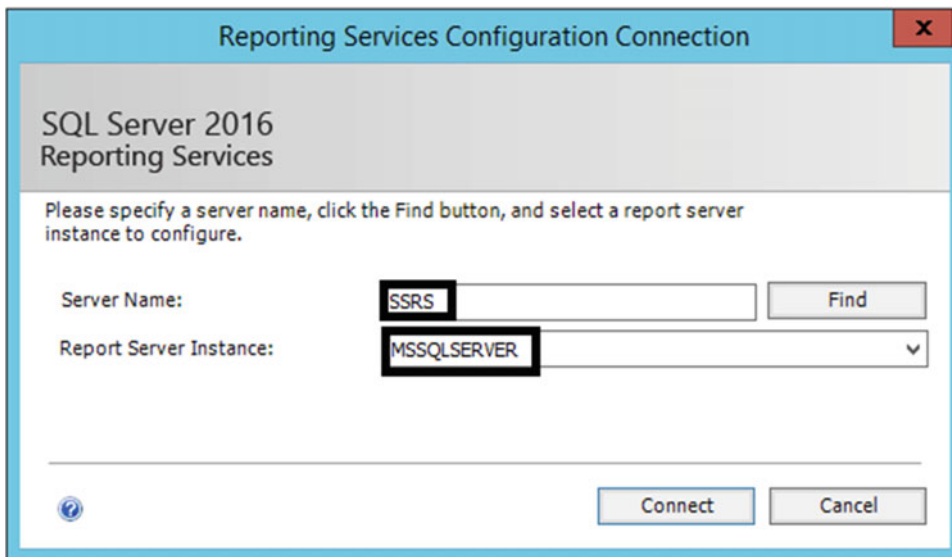 Reporting Services Configuration Connection
x
SQL Server 2016
Reporting Services
Please specify a server name, click the Find button, and select a report server
instance to configure.
Server Name: SSRS Find
Report Server Instance: MSSQLSERVER
?
Connect Cancel